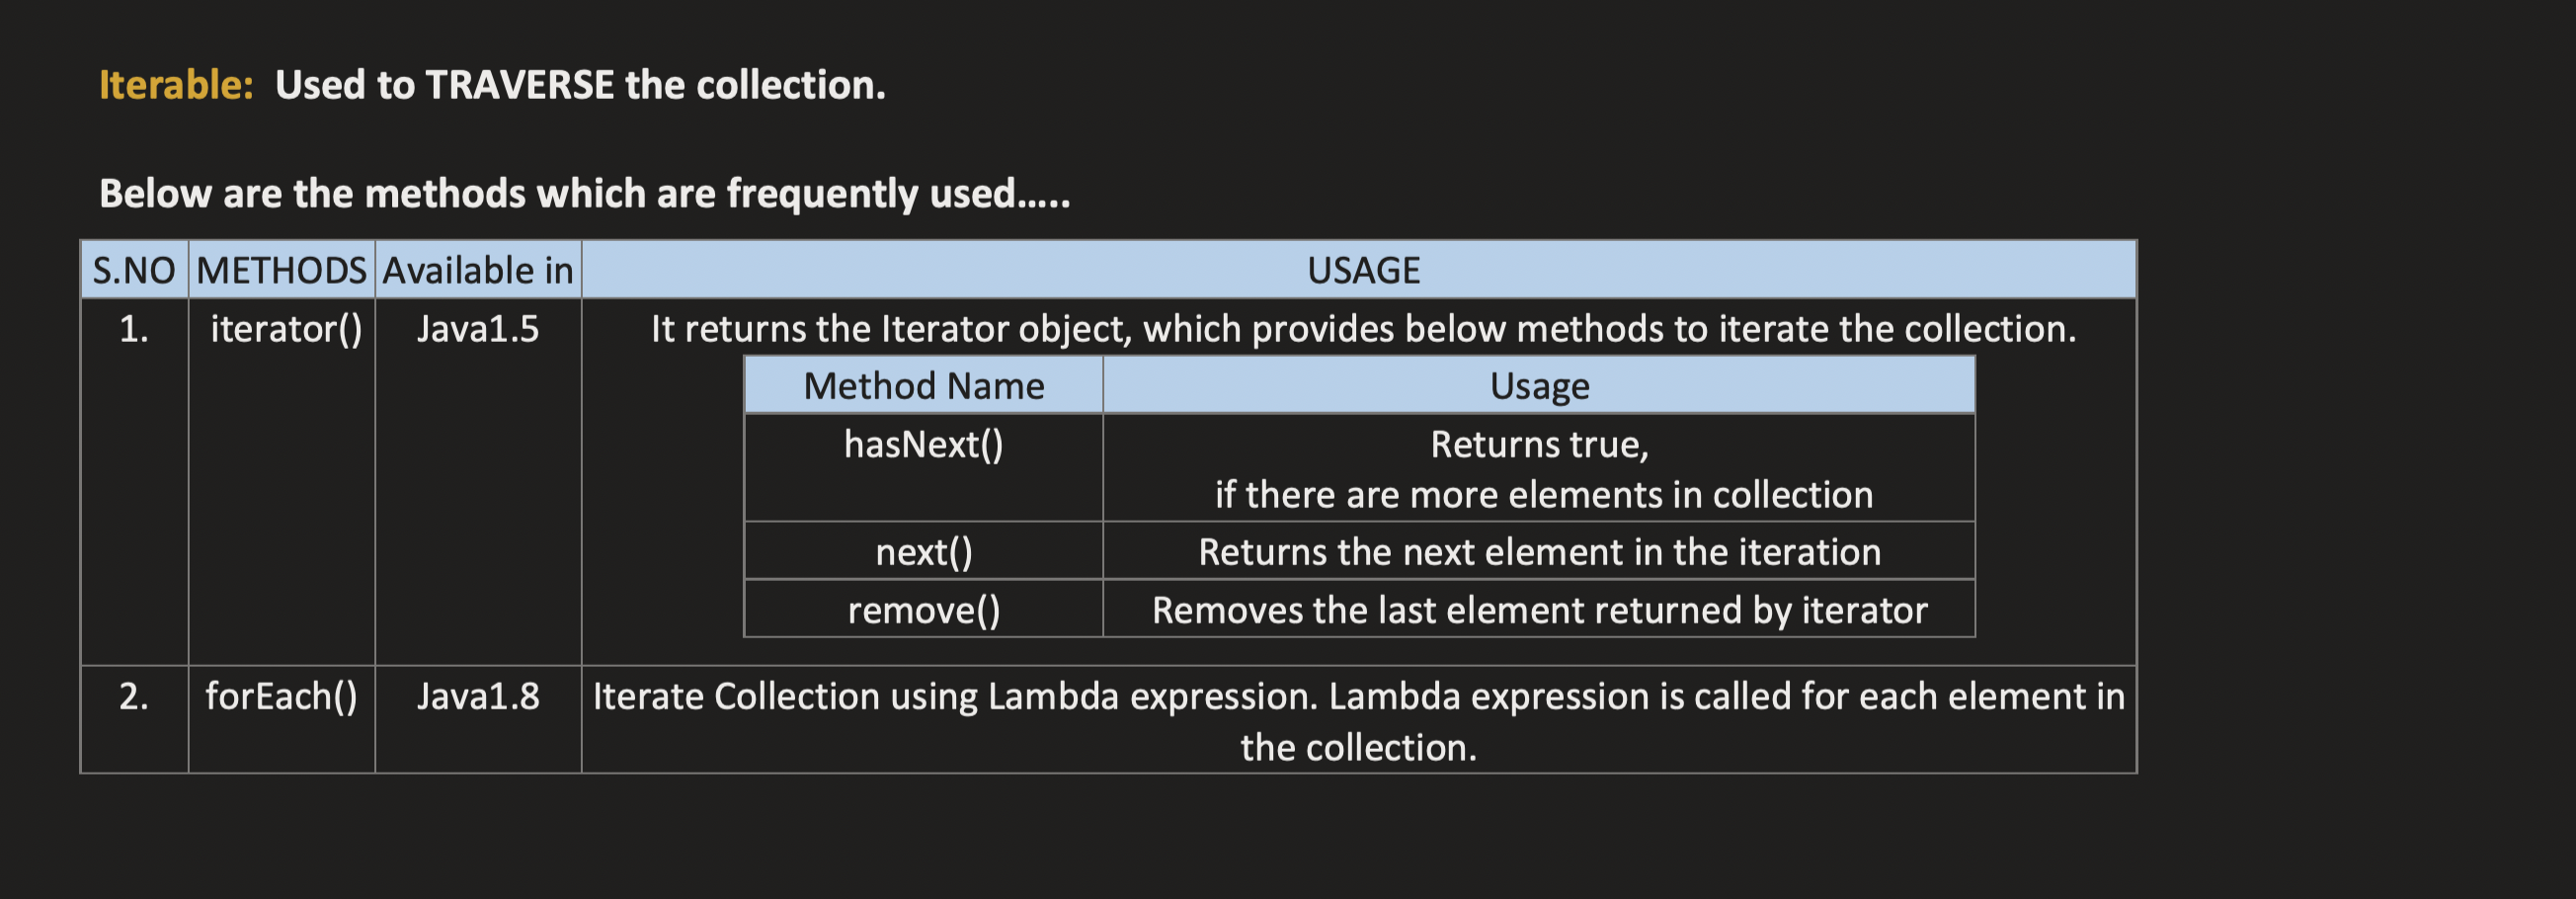 Iterable: Used to TRAVERSE the collection.
Below are the methods which are frequently used.....
S.NO METHODS Available in USAGE
1. iterator() Java1.5 It returns the Iterator object, which provides below methods to iterate the collection.
Method Name Usage
hasNext() Returns true,
if there are more elements in collection
next() Returns the next element in the iteration
remove() Removes the last element returned by iterator
2. forEach() Java1.8 Iterate Collection using Lambda expression. Lambda expression is called for each element in
the collection.